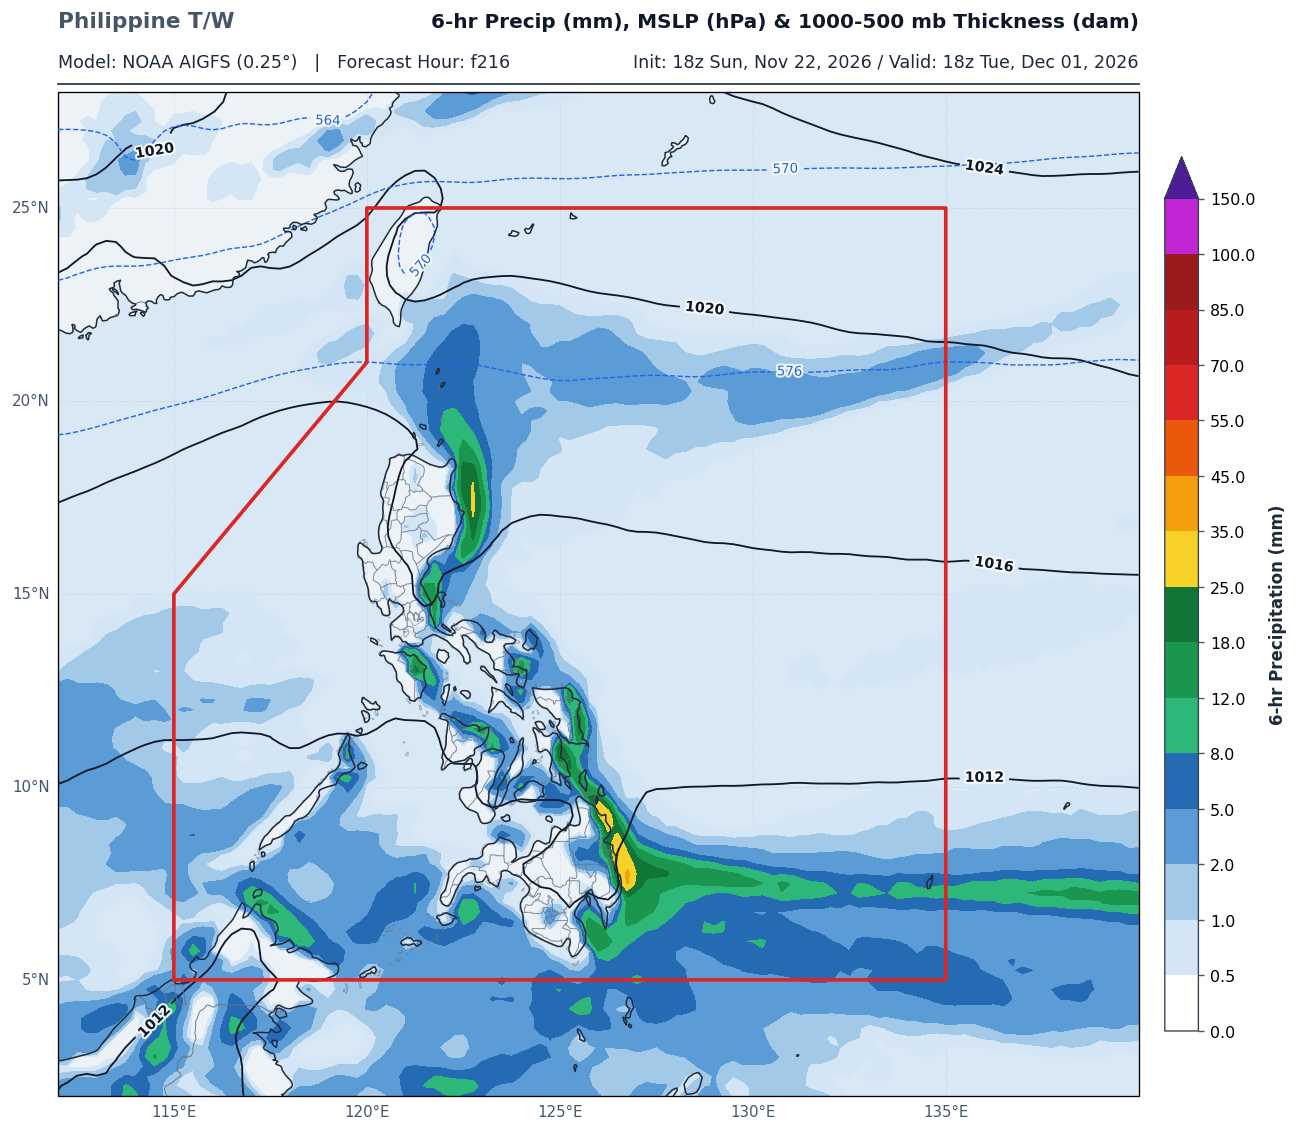 Philippine T/W
6-hr Precip (mm), MSLP (hPa) & 1000-500 mb Thickness (dam)
Model: NOAA AIGFS (0.25°) | Forecast Hour: f216
Init: 18z Sun, Nov 22, 2026 / Valid: 18z Tue, Dec 01, 2026
564
1020
570
1024
25°N
570
1020
576
20°N
1016
15°N
1012
10°N
5°N
1012
115°E
120°E
125°E
130°E
135°E
150.0
100.0
85.0
70.0
55.0
45.0
35.0
25.0
18.0
12.0
8.0
5.0
2.0
1.0
0.5
0.0
6-hr Precipitation (mm)